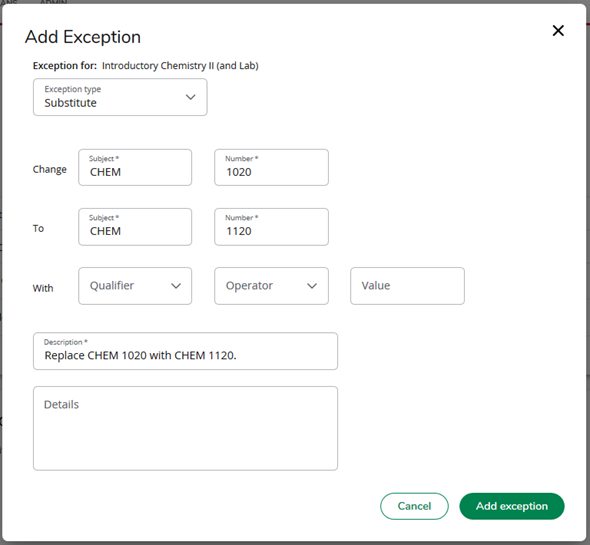 ADMIN
Add Exception
Exception for: Introductory Chemistry II (and Lab)
Exception type
Substitute
Change
Subject *
CHEM
Number *
1020
To
Subject *
CHEM
Number *
1120
With
Qualifier
Operator
Value
Description *
Replace CHEM 1020 with CHEM 1120.
Details
Cancel
Add exception